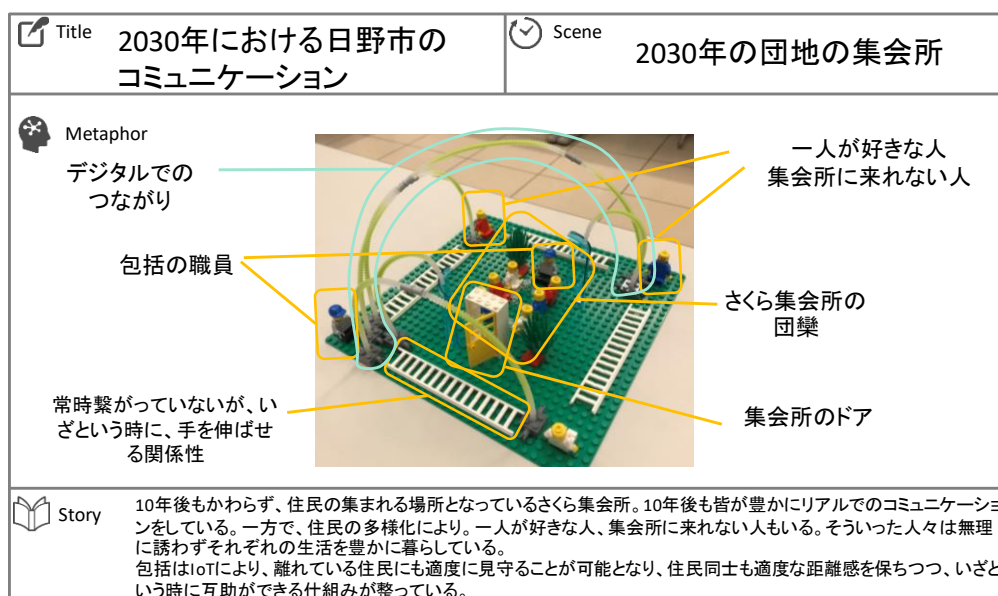 Title
2030年における日野市の
コミュニケーション
Scene
2030年の団地の集会所
Metaphor
デジタルでの
つながり
一人が好きな人
集会所に来れない人
包括の職員
さくら集会所の
団欒
常時繋がっていないが、い
ざという時に、手を伸ばせ
る関係性
集会所のドア
Story
10年後もかわらず、住民の集まれる場所となっているさくら集会所。10年後も皆が豊かにリアルでのコミュニケーショ
ンをしている。一方で、住民の多様化により。一人が好きな人、集会所に来れない人もいる。そういった人々は無理
に誘わずそれぞれの生活を豊かに暮らしている。
包括はIoTにより、離れている住民にも適度に見守ることが可能となり、住民同士も適度な距離感を保ちつつ、いざと
いう時に互助ができる仕組みが整っている。